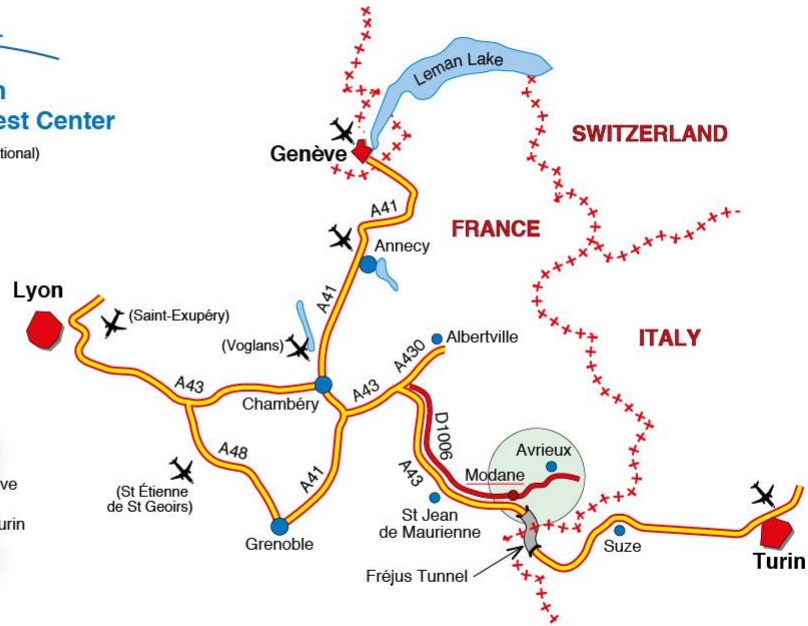 est Center
tional)
Leman Lake
SWITZERLAND
Genève
A41
FRANCE
Annecy
Lyon
(Saint-Exupéry)
A41
(Voglans)
Albertville
ITALY
A430
A43
Chambéry
A43
D1006
A48
A41
A43
Avrieux
Modane
(St Étienne
de St Geoirs)
St Jean
de Maurienne
Grenoble
Suze
Turin
Fréjus Tunnel